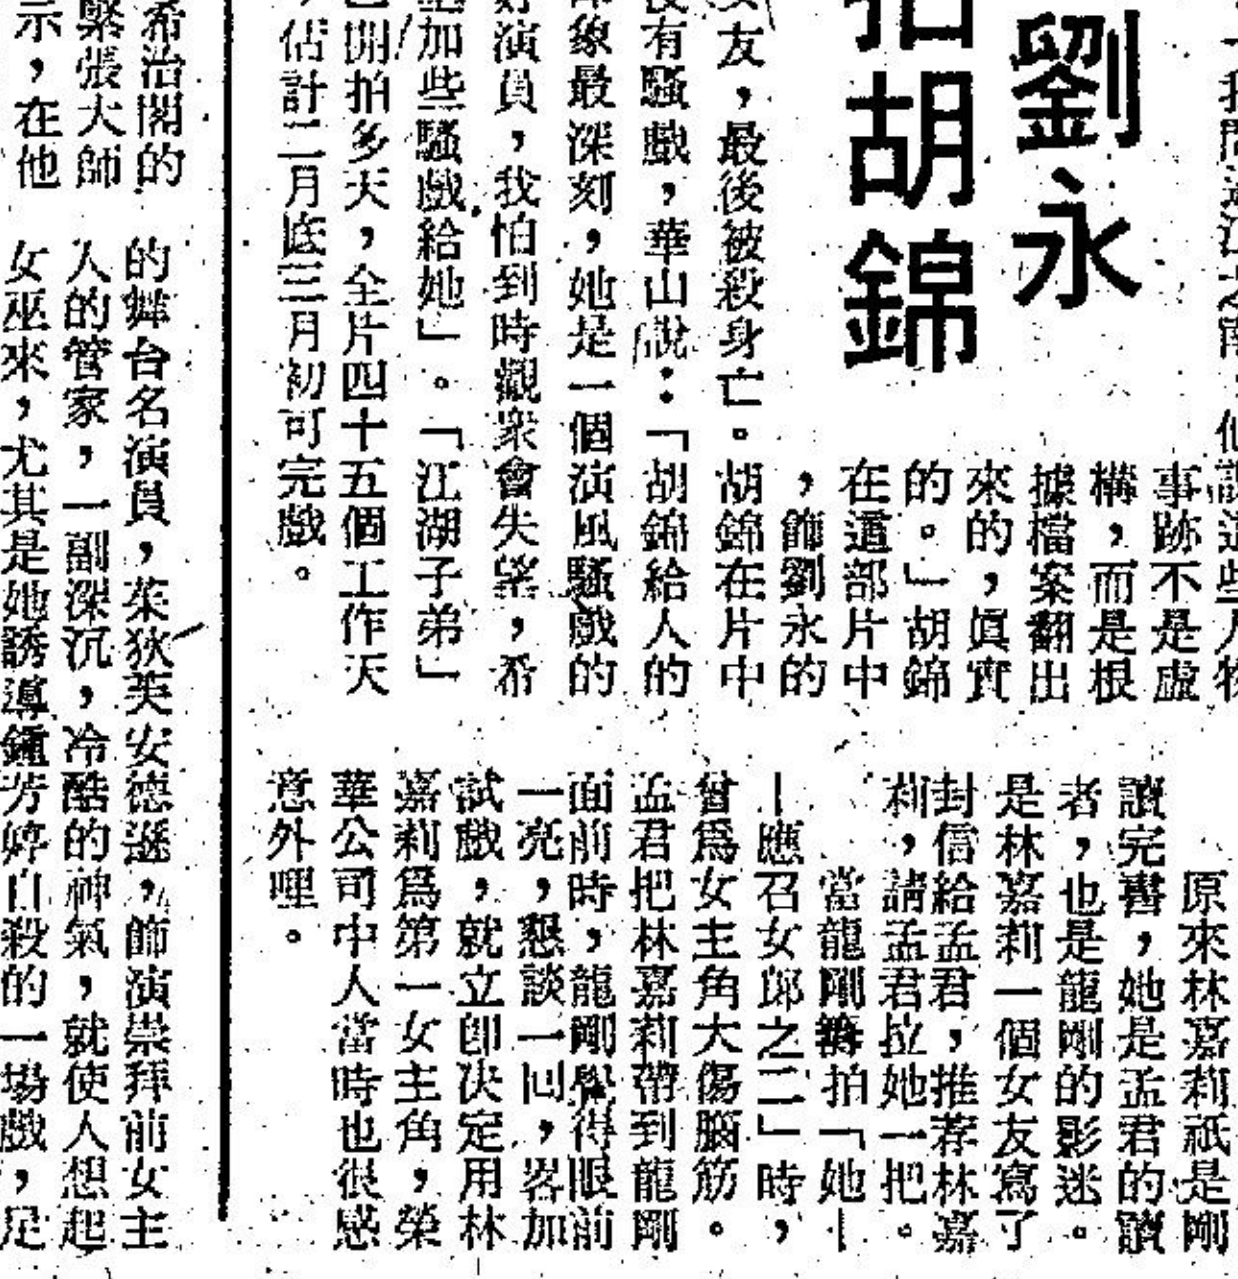 劉永
拍胡錦
事跡不是虛
構，而是根
據檔案翻出
來的，眞實
的。」胡錦
在這部片中
，飾劉永的
女友，最後被殺身亡。胡錦在片中
沒有騷戲，華山說：「胡錦給人的
印象最深刻，她是一個演風騷戲的
好演員，我怕到時觀衆會失望，希
加些騷戲給她」。「江湖子弟」
已開拍多天，全片四十五個工作天
，估計二月底三月初可完戲。
原來林嘉莉祇是剛
讀完書，她是孟君的讀
者，也是龍剛的影迷。
是林嘉莉一個女友寫了
封信給孟君，推荐林嘉
莉，請孟君拉她一把。
當龍剛籌拍「她—
—應召女郎之二」時，
曾爲女主角大傷腦筋。
孟君把林嘉莉帶到龍剛
面前時，龍剛覺得眼前
一亮，懇談一回，畧加
試戲，就立卽決定用林
嘉莉爲第一女主角，榮
華公司中人當時也很感
意外哩。
希治閣的
緊張大師
示，在他
的舞台名演員，茱狄英安德遜，飾演崇拜前女主
人的管家，一副深沉，冷酷的神氣，就使人想起
女巫來，尤其是她誘導鍾芳婷自殺的一場戲，足